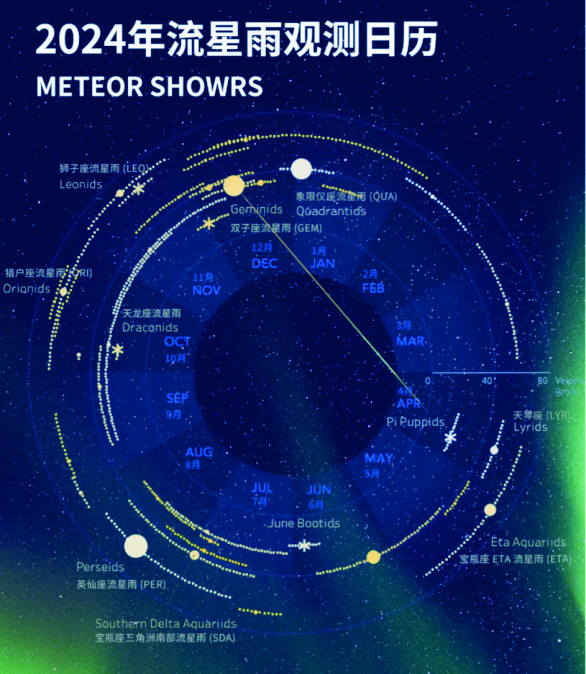 2024年流星雨观测日历
METEOR SHOWRS
狮子座流星雨 (LEO)
Leonids
象限仪座流星雨 (QUA)
Quadrantids
Geminids
双子座流星雨 (GEM)
12月
DEC
1月
JAN
2月
FEB
11月
NOV
猎户座流星雨 (ORI)
Orionids
天龙座流星雨
Draconids
OCT
10月
3月
MAR
0 40 80
4月
APR
天琴座 (LYR)
Lyrids
Pi Puppids
SEP
9月
AUG
8月
MAY
5月
JUL
7月
JUN
6月
June Bootids
Eta Aquariids
宝瓶座 ETA 流星雨 (ETA)
Perseids
英仙座流星雨 (PER)
Southern Delta Aquariids
宝瓶座三角洲南部流星雨 (SDA)